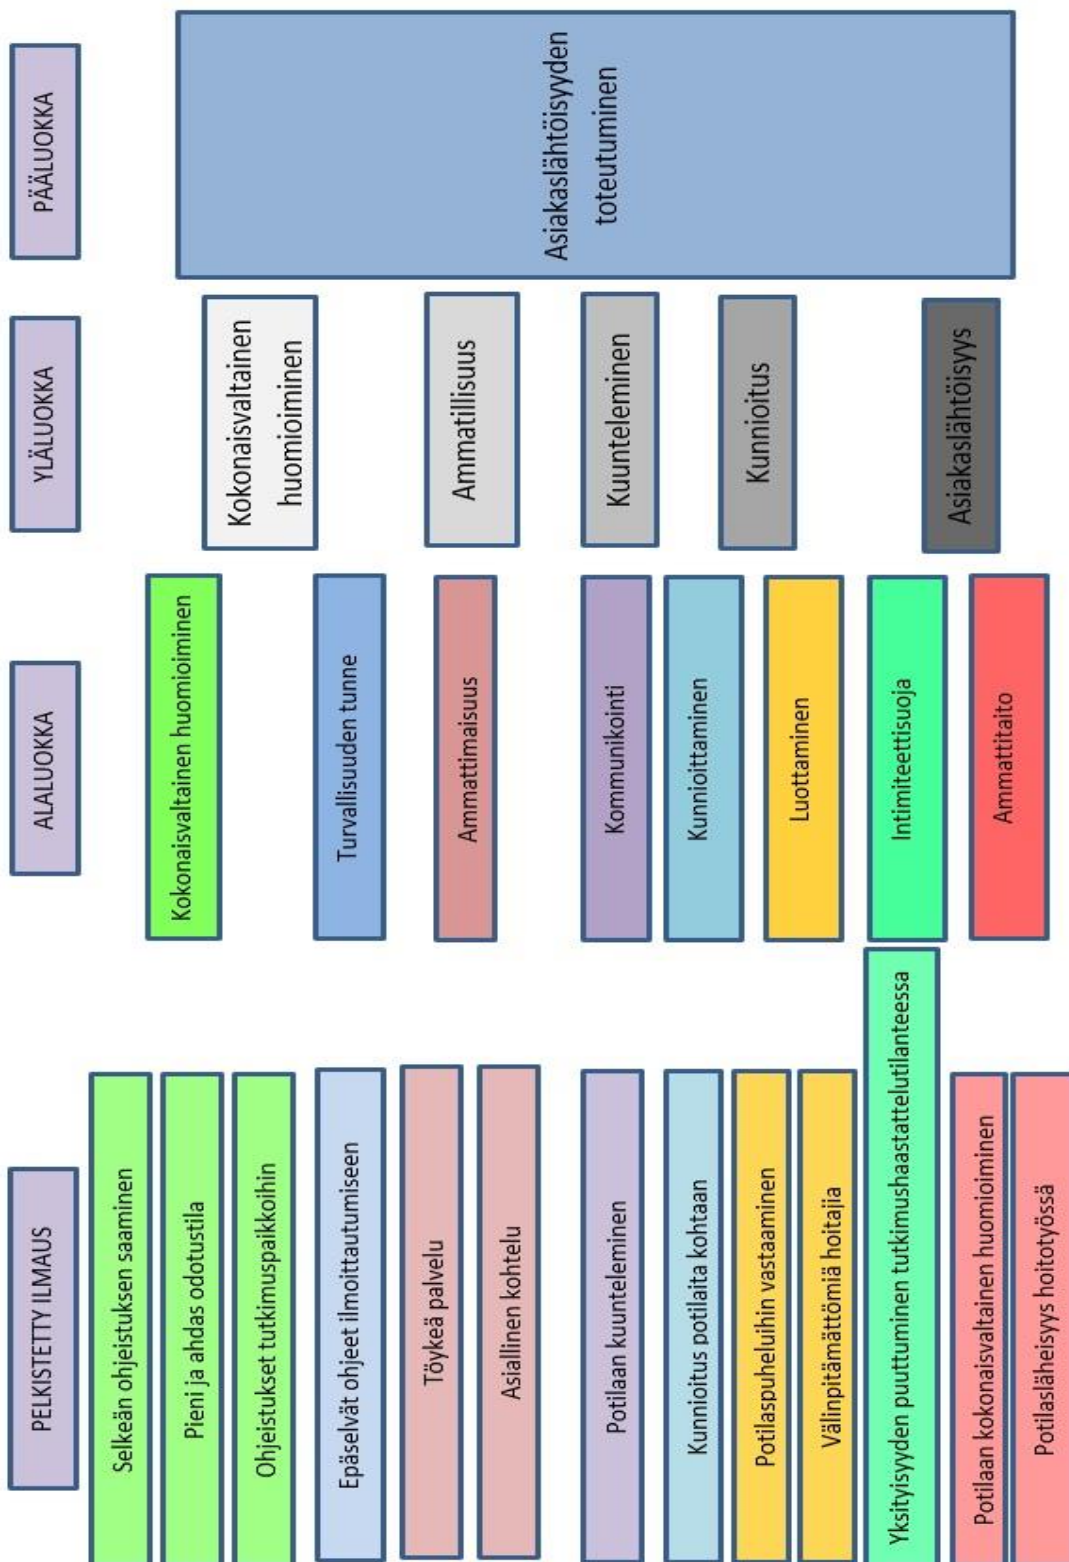 PELKISTETTY ILMAUS
ALALUOKKA
YLÄLUOKKA
PÄÄLUOKKA
Selkeän ohjeistuksen saaminen
Pieni ja ahdas odotustila
Ohjeistukset tutkimuspaikkoihin
Epäselvät ohjeet ilmoittautumiseen
Töykeä palvelu
Asiallinen kohtelu
Potilaan kuunteleminen
Kunnioitus potilaita kohtaan
Potilaspuheluihin vastaaminen
Välinpitämättömiä hoitajia
Yksityisyyden puuttuminen tutkimushaastattelutilanteessa
Potilaan kokonaisvaltainen huomioiminen
Potilasläheisyys hoitotyössä
Kokonaisvaltainen huomioiminen
Turvallisuuden tunne
Ammattimaisuus
Kommunikointi
Kunnioittaminen
Luottaminen
Intimiteettisuoja
Ammattitaito
Kokonaisvaltainen
huomioiminen
Ammatillisuus
Kuunteleminen
Kunnioitus
Asiakaslähtöisyys
Asiakaslähtöisyyden
toteutuminen